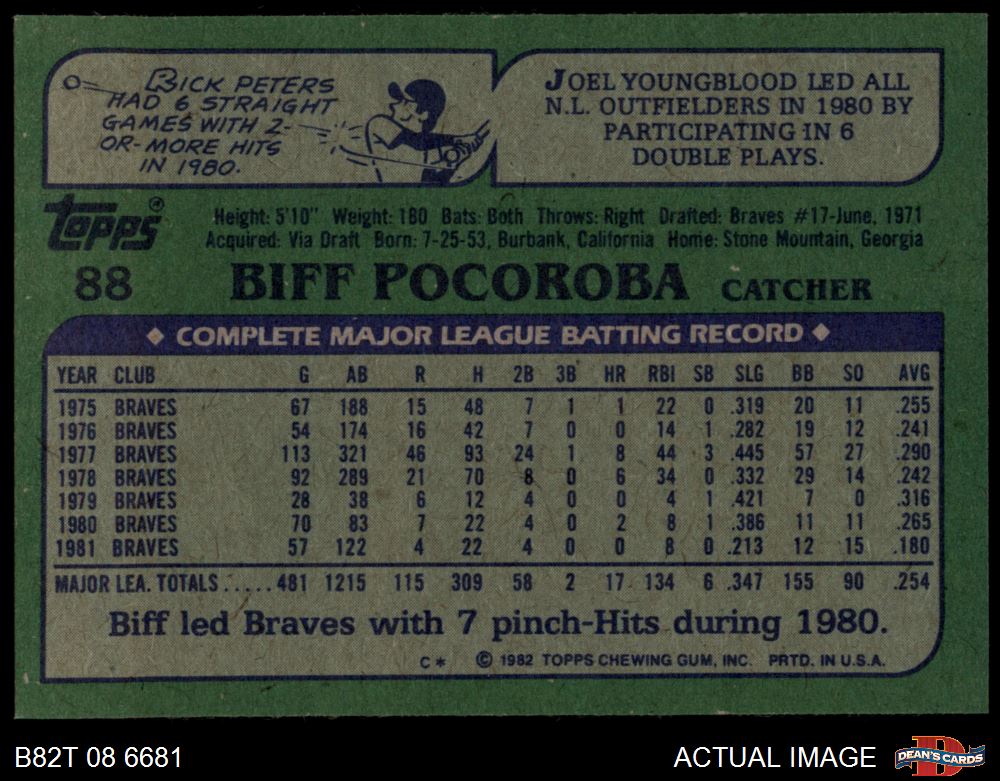 RICK PETERS
HAD 6 STRAIGHT
GAMES WITH 2-
OR-MORE HITS
IN 1980.
JOEL YOUNGBLOOD LED ALL
N.L. OUTFIELDERS IN 1980 BY
PARTICIPATING IN 6
DOUBLE PLAYS.
topps®
Height: 5'10" Weight: 180 Bats: Both Throws: Right Drafted: Braves #17-June, 1971
Acquired: Via Draft Born: 7-25-53, Burbank, California Home: Stone Mountain, Georgia
88 BIFF POCOROBA CATCHER
◆ COMPLETE MAJOR LEAGUE BATTING RECORD ◆
YEAR CLUB G AB R H 2B 3B HR RBI SB SLG BB SO AVG
1975 BRAVES 67 188 15 48 7 1 1 22 0 .319 20 11 .255
1976 BRAVES 54 174 16 42 7 0 0 14 1 .282 19 12 .241
1977 BRAVES 113 321 46 93 24 1 8 44 3 .445 57 27 .290
1978 BRAVES 92 289 21 70 8 0 6 34 0 .332 29 14 .242
1979 BRAVES 28 38 6 12 4 0 0 4 1 .421 7 0 .316
1980 BRAVES 70 83 7 22 4 0 2 8 1 .386 11 11 .265
1981 BRAVES 57 122 4 22 4 0 0 8 0 .213 12 15 .180
MAJOR LEA. TOTALS ..... 481 1215 115 309 58 2 17 134 6 .347 155 90 .254
Biff led Braves with 7 pinch-Hits during 1980.
C* © 1982 TOPPS CHEWING GUM, INC. PRTD. IN U.S.A.
B82T 08 6681
ACTUAL IMAGE
D
DEAN'S CARDS